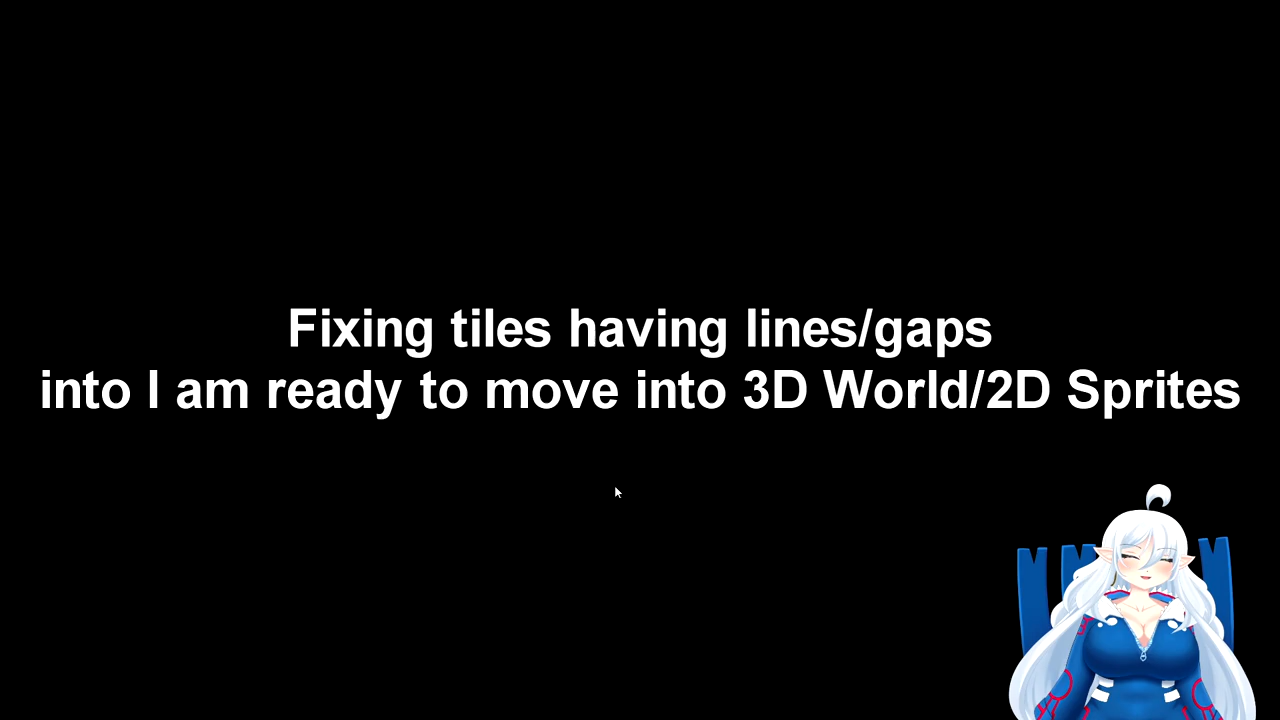 Fixing tiles having lines/gaps
into I am ready to move into 3D World/2D Sprites